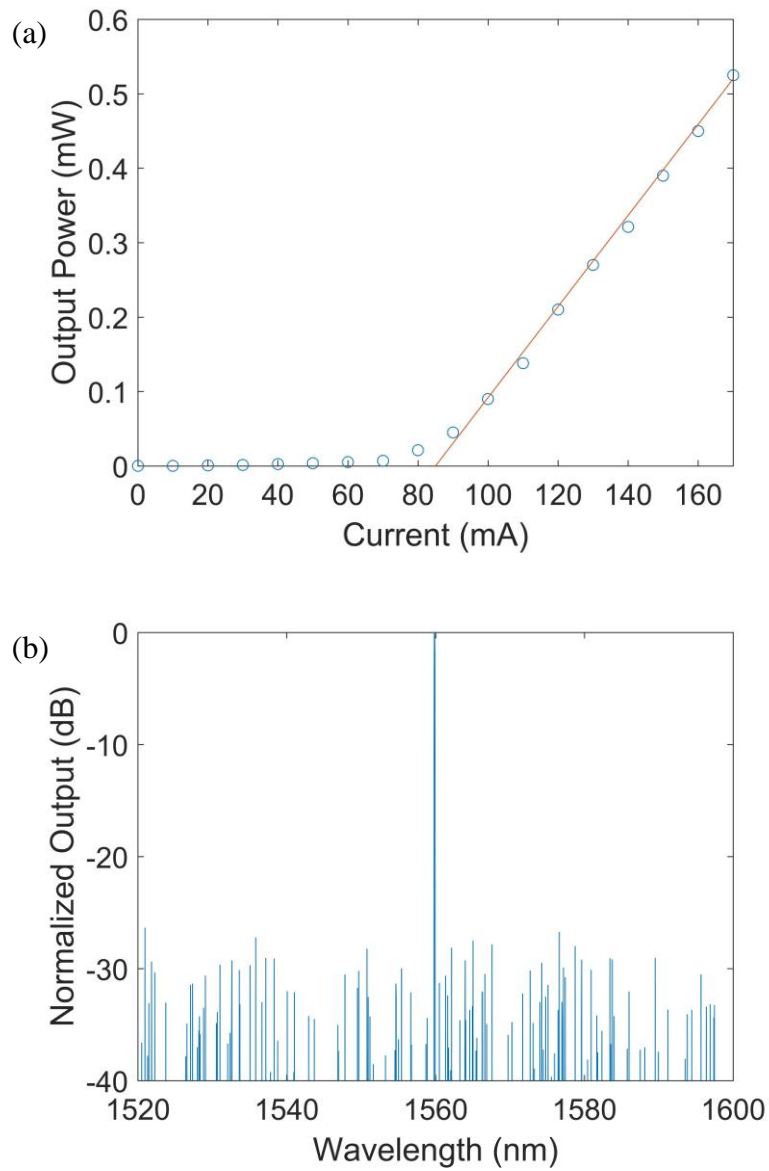 (a)
Output Power (mW)
0.6
0.5
0.4
0.3
0.2
0.1
0
0 20 40 60 80 100 120 140 160
Current (mA)
(b)
Normalized Output (dB)
0
-10
-20
-30
-40
1520 1540 1560 1580 1600
Wavelength (nm)